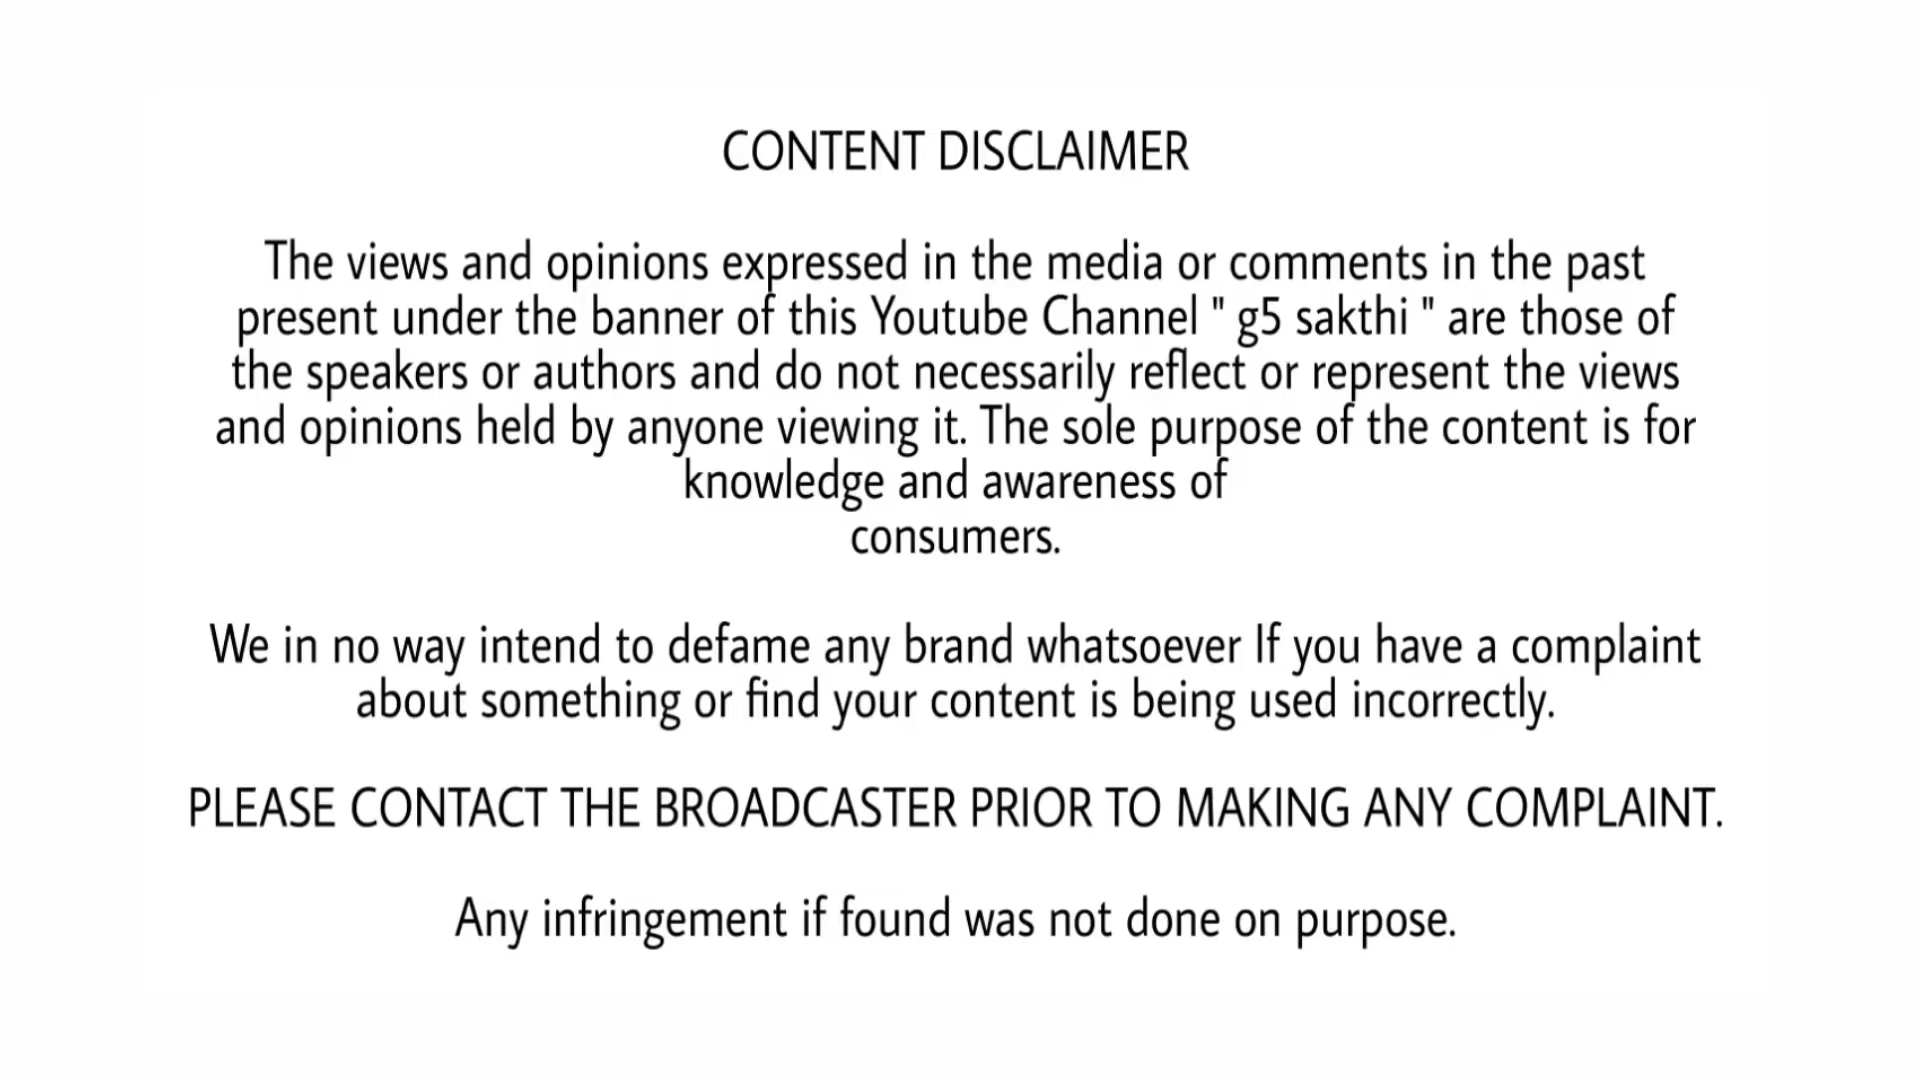 CONTENT DISCLAIMER
The views and opinions expressed in the media or comments in the past
present under the banner of this Youtube Channel " g5 sakthi " are those of
the speakers or authors and do not necessarily reflect or represent the views
and opinions held by anyone viewing it. The sole purpose of the content is for
knowledge and awareness of
consumers.
We in no way intend to defame any brand whatsoever If you have a complaint
about something or find your content is being used incorrectly.
PLEASE CONTACT THE BROADCASTER PRIOR TO MAKING ANY COMPLAINT.
Any infringement if found was not done on purpose.